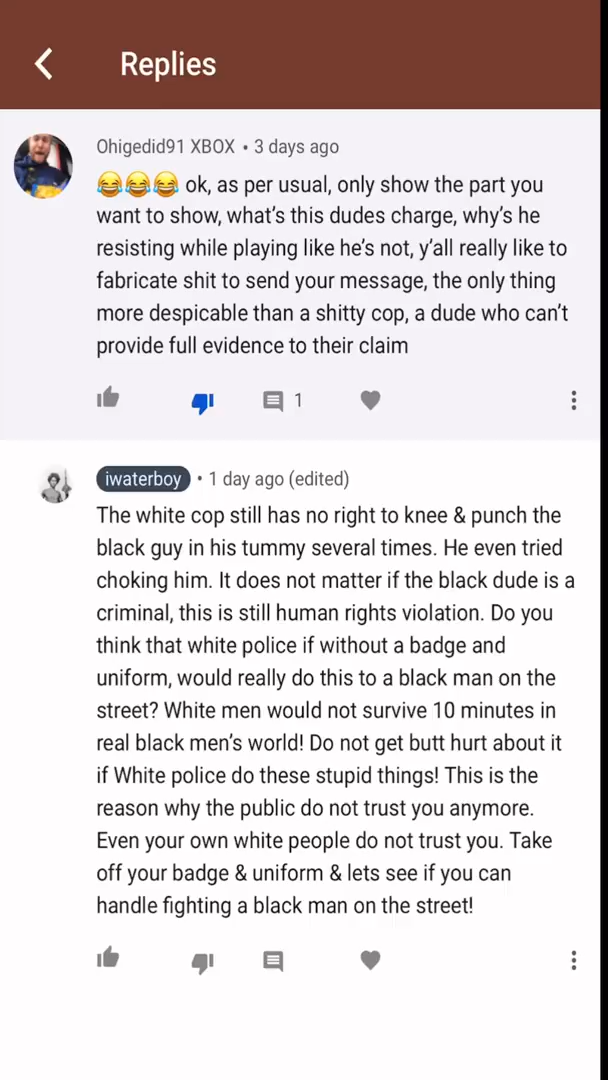 Replies
Ohigedid91 XBOX • 3 days ago
😂😂😂 ok, as per usual, only show the part you
want to show, what's this dudes charge, why's he
resisting while playing like he's not, y'all really like to
fabricate shit to send your message, the only thing
more despicable than a shitty cop, a dude who can't
provide full evidence to their claim
1
iwaterboy • 1 day ago (edited)
The white cop still has no right to knee & punch the
black guy in his tummy several times. He even tried
choking him. It does not matter if the black dude is a
criminal, this is still human rights violation. Do you
think that white police if without a badge and
uniform, would really do this to a black man on the
street? White men would not survive 10 minutes in
real black men's world! Do not get butt hurt about it
if White police do these stupid things! This is the
reason why the public do not trust you anymore.
Even your own white people do not trust you. Take
off your badge & uniform & lets see if you can
handle fighting a black man on the street!